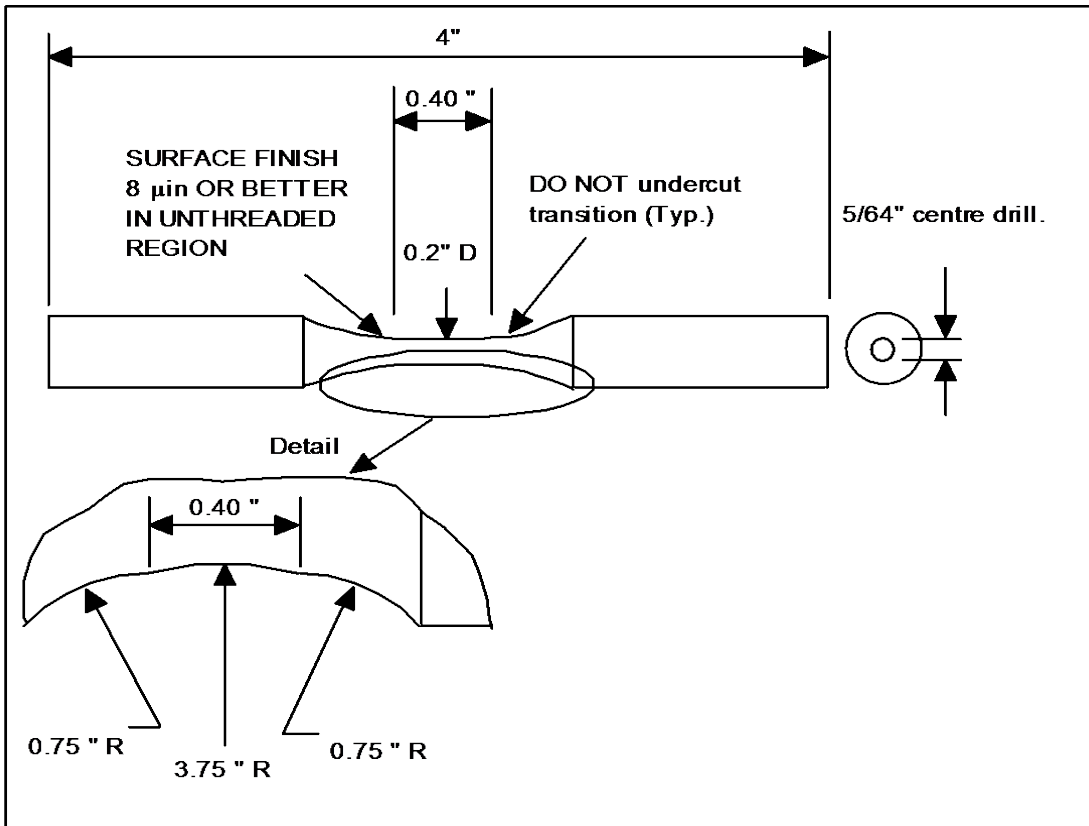 4"
0.40 "
SURFACE FINISH
8 µin OR BETTER
IN UNTHREADED
REGION
DO NOT undercut
transition (Typ.)
5/64" centre drill.
0.2" D
Detail
0.40 "
0.75 " R
3.75 " R
0.75 " R